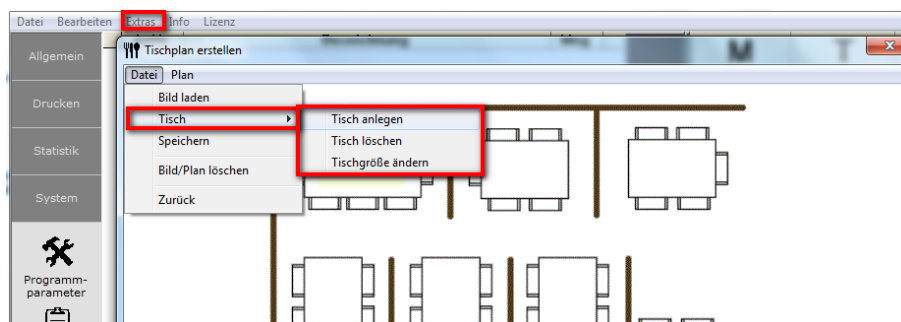 Datei Bearbeiten Extras Info Lizenz
Tischplan erstellen
Datei Plan
Bild laden
Tisch
Speichern
Bild/Plan löschen
Zurück
Tisch anlegen
Tisch löschen
Tischgröße ändern
Allgemein
Drucken
Statistik
System
Programm-
parameter